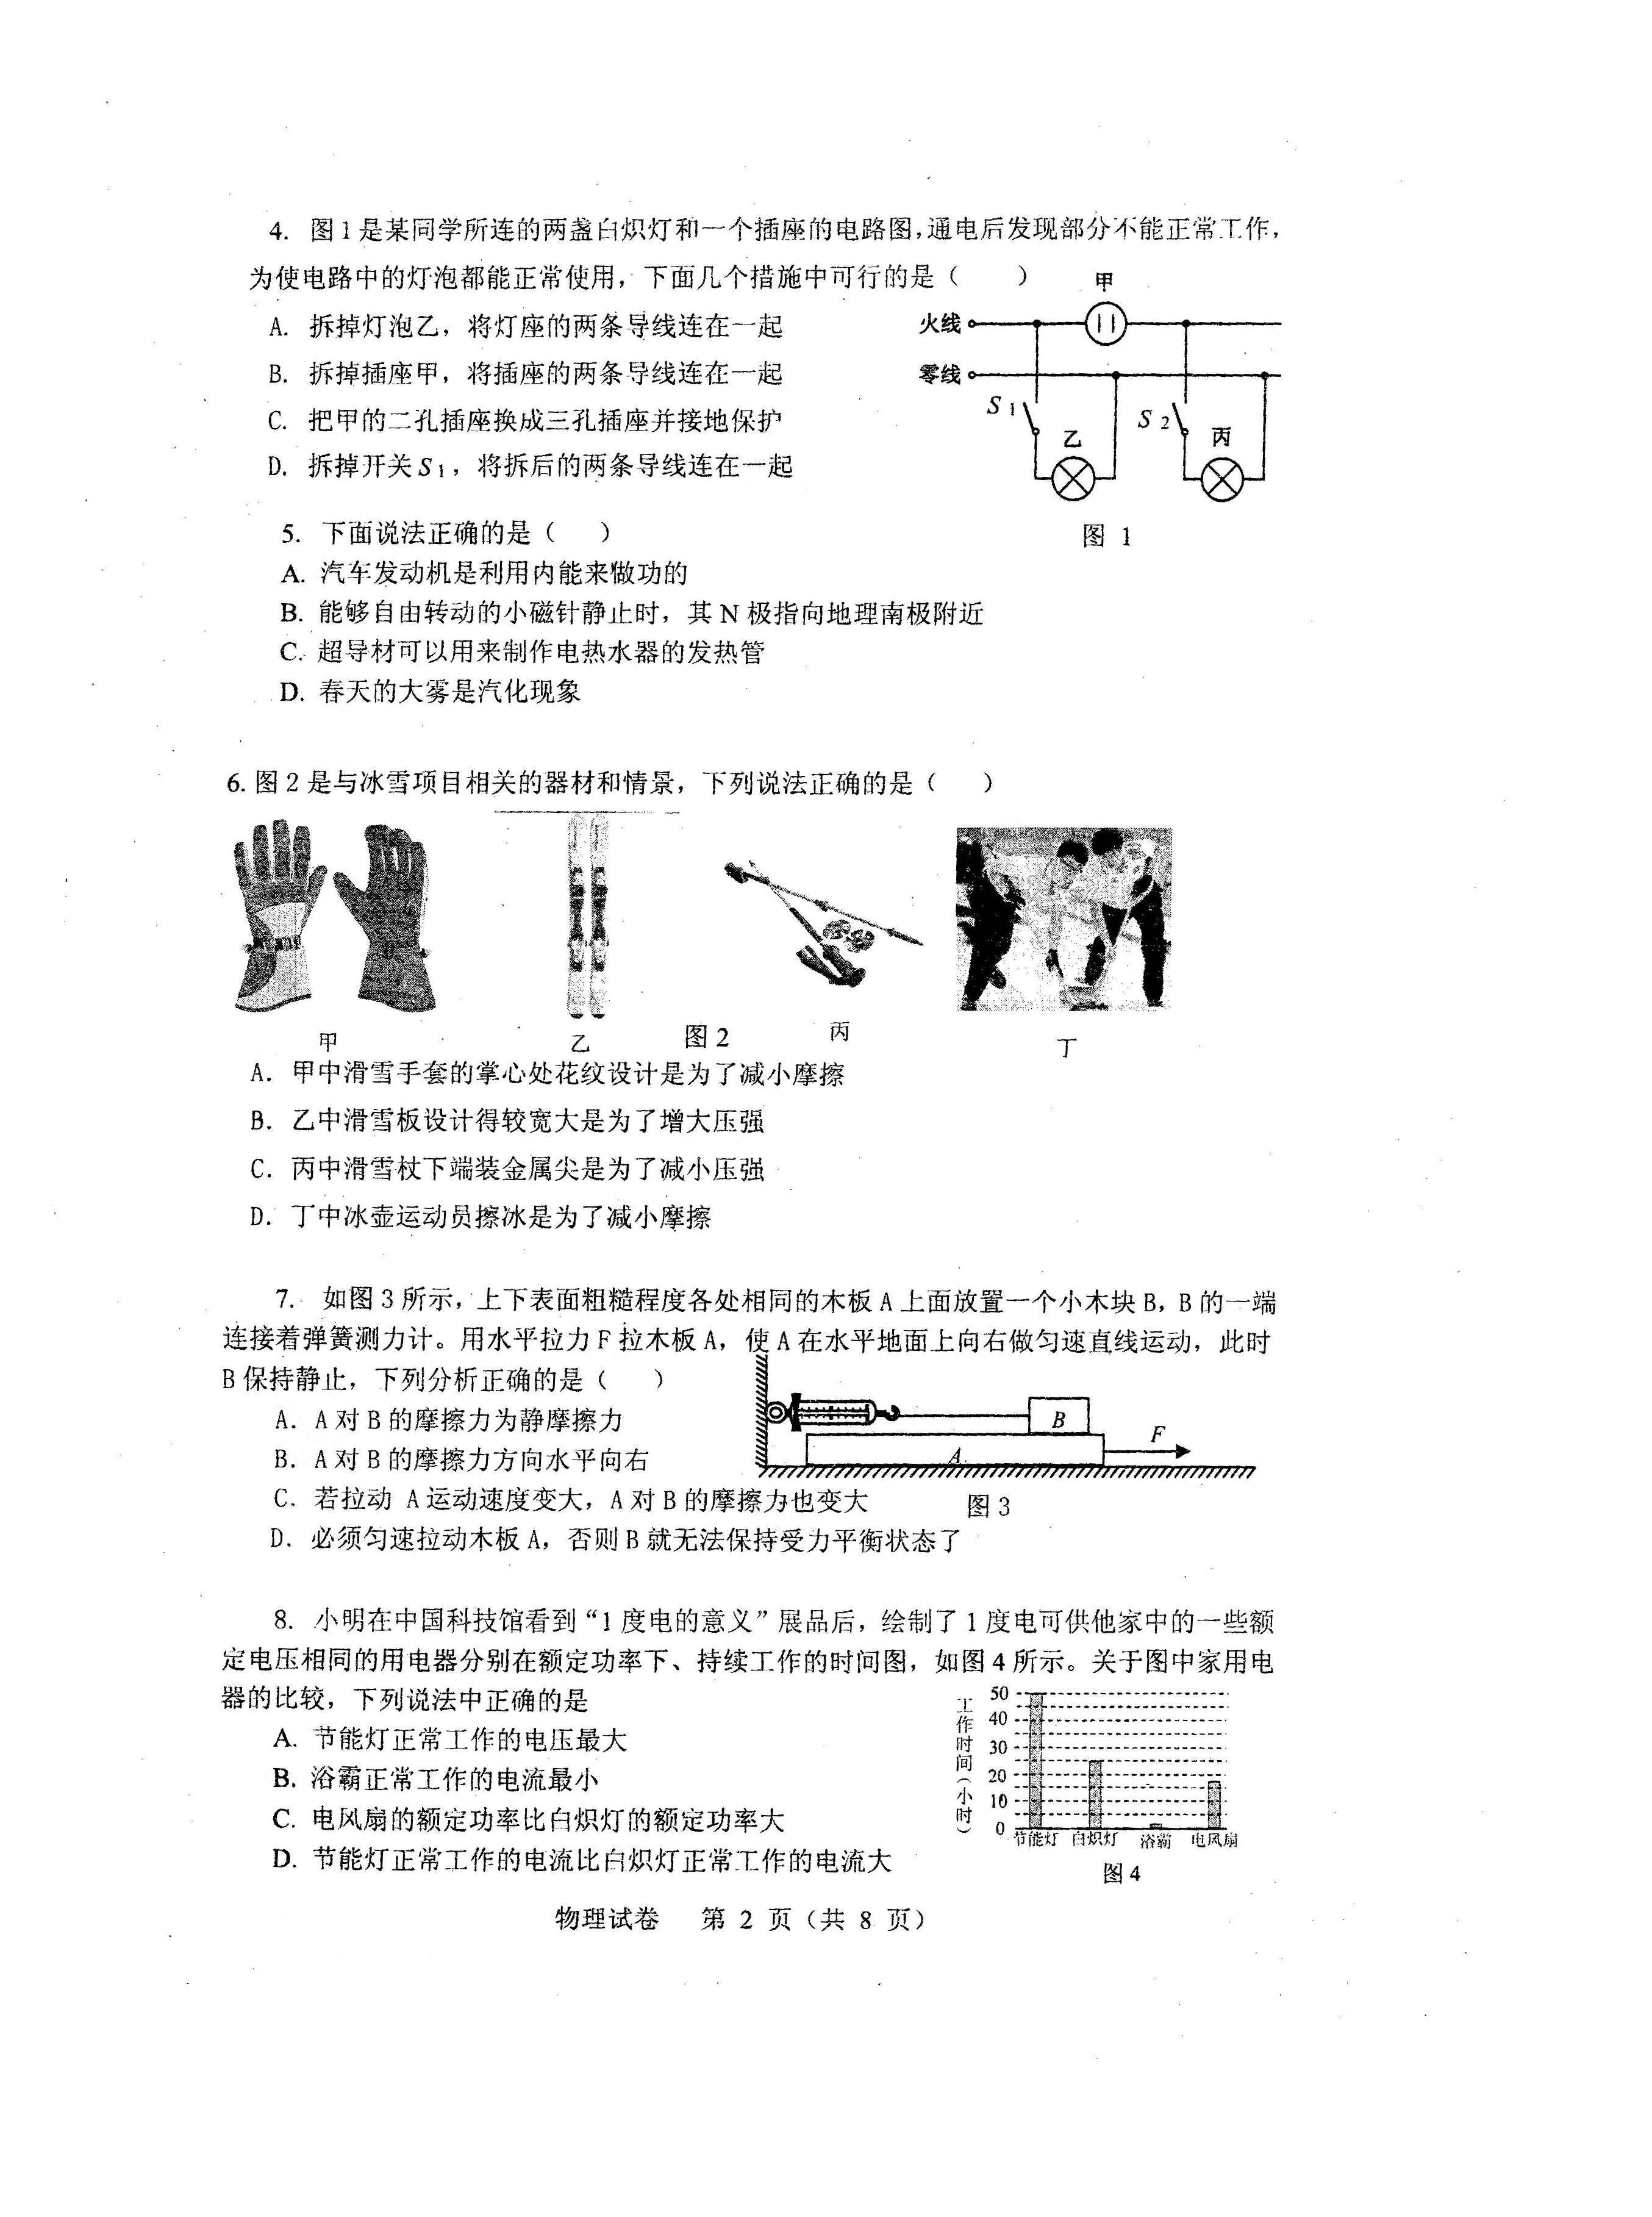 4. 图1是某同学所连的两盏白炽灯和一个插座的电路图,通电后发现部分不能正常工作,
为使电路中的灯泡都能正常使用，下面几个措施中可行的是（　　）
A. 拆掉灯泡乙，将灯座的两条导线连在一起
B. 拆掉插座甲，将插座的两条导线连在一起
C. 把甲的二孔插座换成三孔插座并接地保护
D. 拆掉开关S1，将拆后的两条导线连在一起
甲
火线
零线
S1
乙
S2
丙
图 1
5. 下面说法正确的是（　　）
A. 汽车发动机是利用内能来做功的
B. 能够自由转动的小磁针静止时，其 N 极指向地理南极附近
C. 超导材可以用来制作电热水器的发热管
D. 春天的大雾是汽化现象
6. 图 2 是与冰雪项目相关的器材和情景，下列说法正确的是（　　）
甲 乙 图 2 丙 丁
A. 甲中滑雪手套的掌心处花纹设计是为了减小摩擦
B. 乙中滑雪板设计得较宽大是为了增大压强
C. 丙中滑雪杖下端装金属尖是为了减小压强
D. 丁中冰壶运动员擦冰是为了减小摩擦
7. 如图 3 所示，上下表面粗糙程度各处相同的木板 A 上面放置一个小木块 B，B 的一端
连接着弹簧测力计。用水平拉力 F 拉木板 A，使 A 在水平地面上向右做匀速直线运动，此时
B 保持静止，下列分析正确的是（　　）
A. A 对 B 的摩擦力为静摩擦力
B. A 对 B 的摩擦力方向水平向右
C. 若拉动 A 运动速度变大，A 对 B 的摩擦力也变大
D. 必须匀速拉动木板 A，否则 B 就无法保持受力平衡状态了
B
A
F
图 3
8. 小明在中国科技馆看到“1 度电的意义”展品后，绘制了 1 度电可供他家中的一些额
定电压相同的用电器分别在额定功率下、持续工作的时间图，如图 4 所示。关于图中家用电
器的比较，下列说法中正确的是
A. 节能灯正常工作的电压最大
B. 浴霸正常工作的电流最小
C. 电风扇的额定功率比白炽灯的额定功率大
D. 节能灯正常工作的电流比白炽灯正常工作的电流大
工作时间（小时）
50
40
30
20
10
0
节能灯 白炽灯 浴霸 电风扇
图 4
物理试卷 第 2 页（共 8 页）